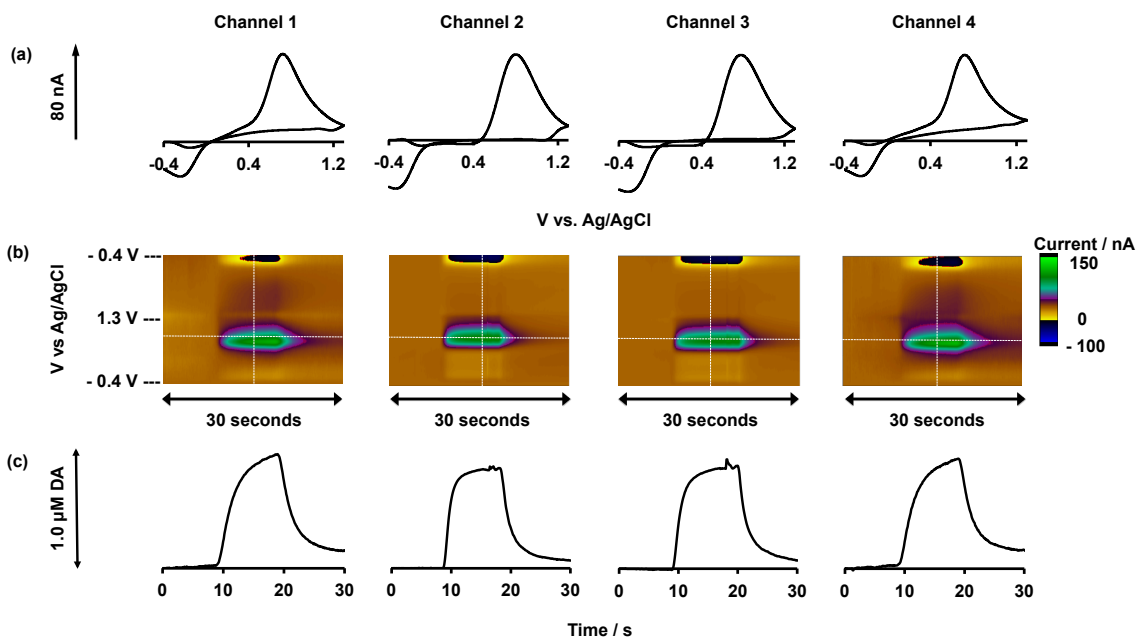 Channel 1 Channel 2 Channel 3 Channel 4
(a)
80 nA
-0.4 0.4 1.2 -0.4 0.4 1.2 -0.4 0.4 1.2 -0.4 0.4 1.2
V vs. Ag/AgCl
(b)
V vs Ag/AgCl
- 0.4 V ---
1.3 V ---
- 0.4 V ---
Current / nA
150
0
- 100
30 seconds 30 seconds 30 seconds 30 seconds
(c)
1.0 µM DA
0 10 20 30 0 10 20 30 0 10 20 30 0 10 20 30
Time / s